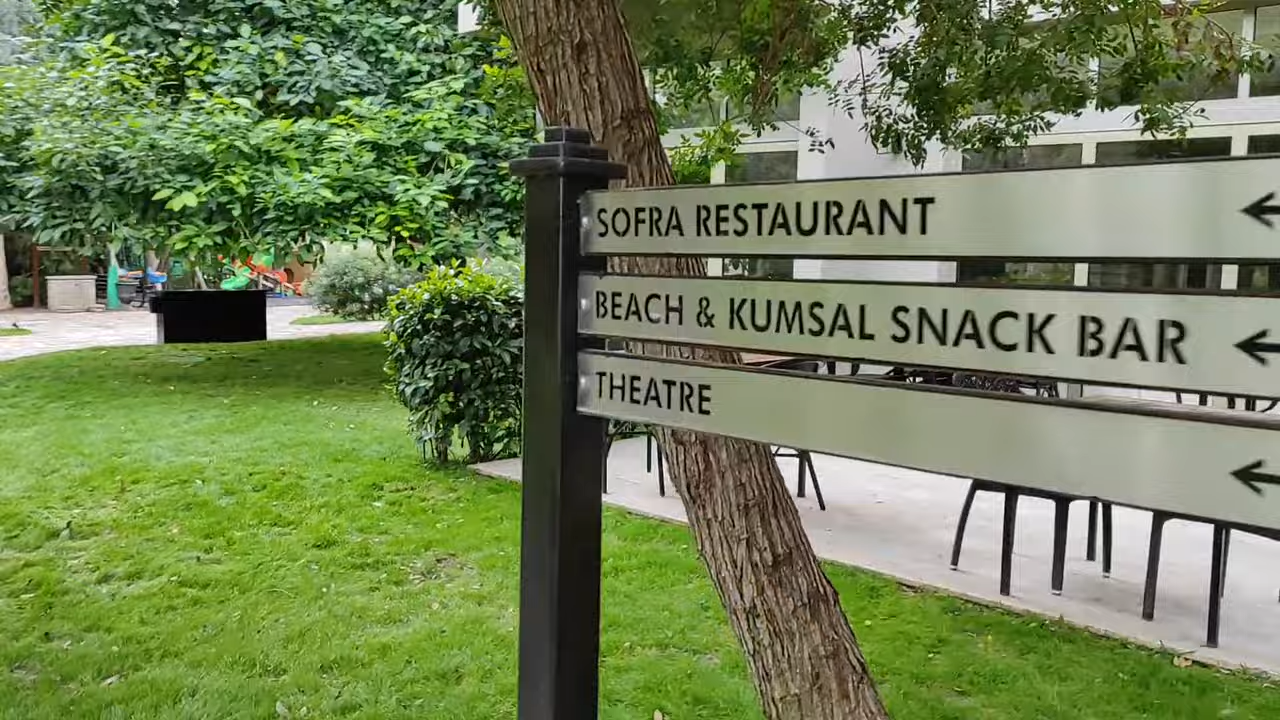 SOFRA RESTAURANT ←
BEACH & KUMSAL SNACK BAR ←
THEATRE ←